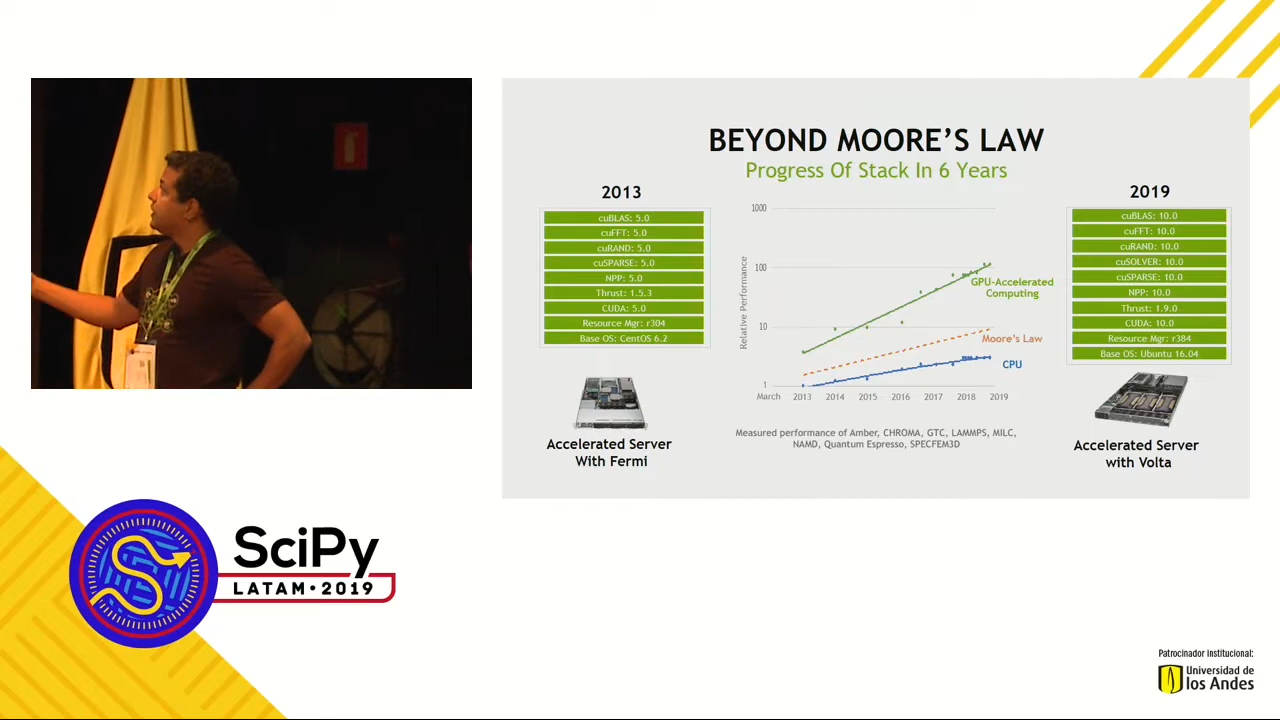 BEYOND MOORE'S LAW
Progress Of Stack In 6 Years
2013
cuBLAS: 5.0
cuFFT: 5.0
cuRAND: 5.0
cuSPARSE: 5.0
NPP: 5.0
Thrust: 1.5.3
CUDA: 5.0
Resource Mgr: r304
Base OS: CentOS 6.2
Accelerated Server
With Fermi
1000
100
10
1
Relative Performance
GPU-Accelerated
Computing
Moore's Law
CPU
March 2013 2014 2015 2016 2017 2018 2019
Measured performance of Amber, CHROMA, GTC, LAMMPS, MILC,
NAMD, Quantum Espresso, SPECFEM3D
2019
cuBLAS: 10.0
cuFFT: 10.0
cuRAND: 10.0
cuSOLVER: 10.0
cuSPARSE: 10.0
NPP: 10.0
Thrust: 1.9.0
CUDA: 10.0
Resource Mgr: r384
Base OS: Ubuntu 16.04
Accelerated Server
with Volta
SciPy
LATAM•2019
Patrocinador Institucional:
Universidad de
los Andes